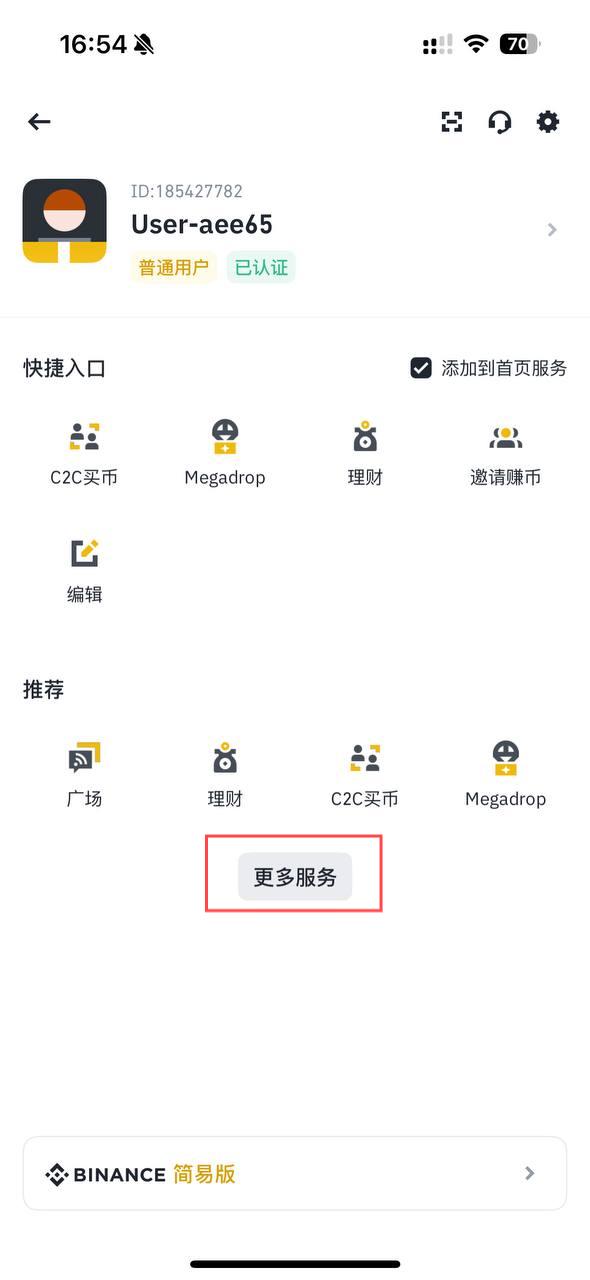 16:54
70
ID:185427782
User-aee65
普通用户 已认证
快捷入口 添加到首页服务
C2C买币 Megadrop 理财 邀请赚币
编辑
推荐
广场 理财 C2C买币 Megadrop
更多服务
BINANCE 简易版